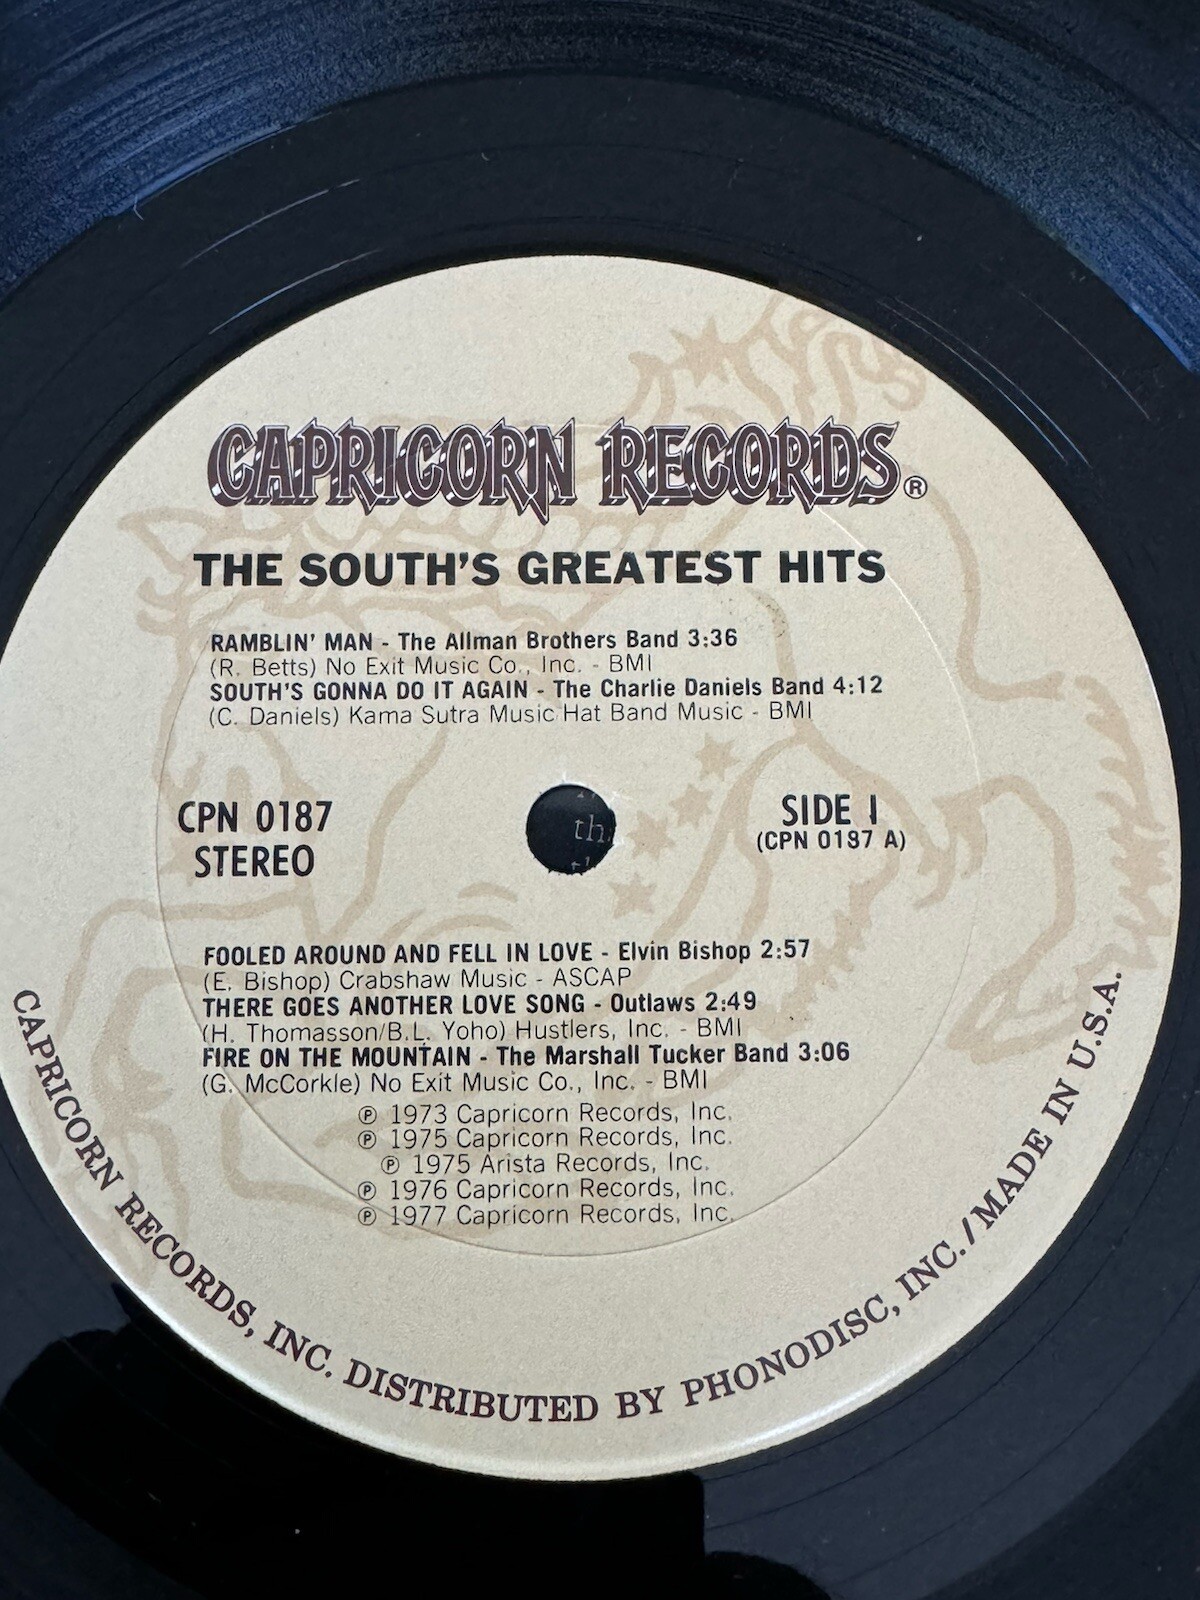 CAPRICORN RECORDS®
THE SOUTH'S GREATEST HITS
RAMBLIN' MAN - The Allman Brothers Band 3:36
(R. Betts) No Exit Music Co., Inc. - BMI
SOUTH'S GONNA DO IT AGAIN - The Charlie Daniels Band 4:12
(C. Daniels) Kama Sutra Music/Hat Band Music - BMI
CPN 0187
STEREO
SIDE I
(CPN 0187 A)
th
FOOLED AROUND AND FELL IN LOVE - Elvin Bishop 2:57
(E. Bishop) Crabshaw Music - ASCAP
THERE GOES ANOTHER LOVE SONG - Outlaws 2:49
(H. Thomasson/B.L. Yoho) Hustlers, Inc. - BMI
FIRE ON THE MOUNTAIN - The Marshall Tucker Band 3:06
(G. McCorkle) No Exit Music Co., Inc. - BMI
℗ 1973 Capricorn Records, Inc.
℗ 1975 Capricorn Records, Inc.
℗ 1975 Arista Records, Inc.
℗ 1976 Capricorn Records, Inc.
℗ 1977 Capricorn Records, Inc.
CAPRICORN RECORDS, INC. DISTRIBUTED BY PHONODISC, INC. / MADE IN U.S.A.